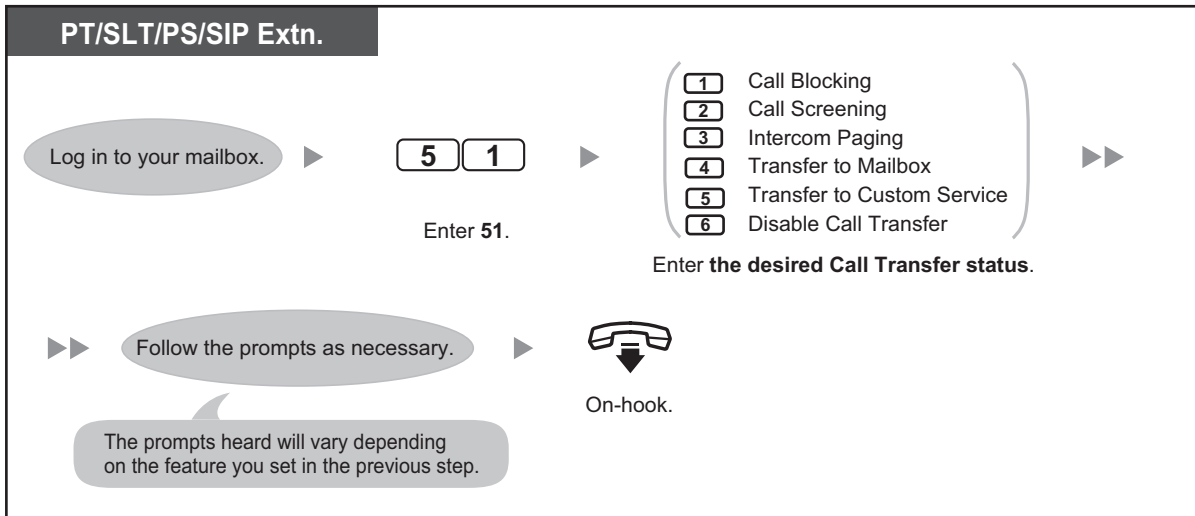 PT/SLT/PS/SIP Extn.
Log in to your mailbox.
5 1
Enter 51.
1 Call Blocking
2 Call Screening
3 Intercom Paging
4 Transfer to Mailbox
5 Transfer to Custom Service
6 Disable Call Transfer
Enter the desired Call Transfer status.
Follow the prompts as necessary.
The prompts heard will vary depending
on the feature you set in the previous step.
On-hook.